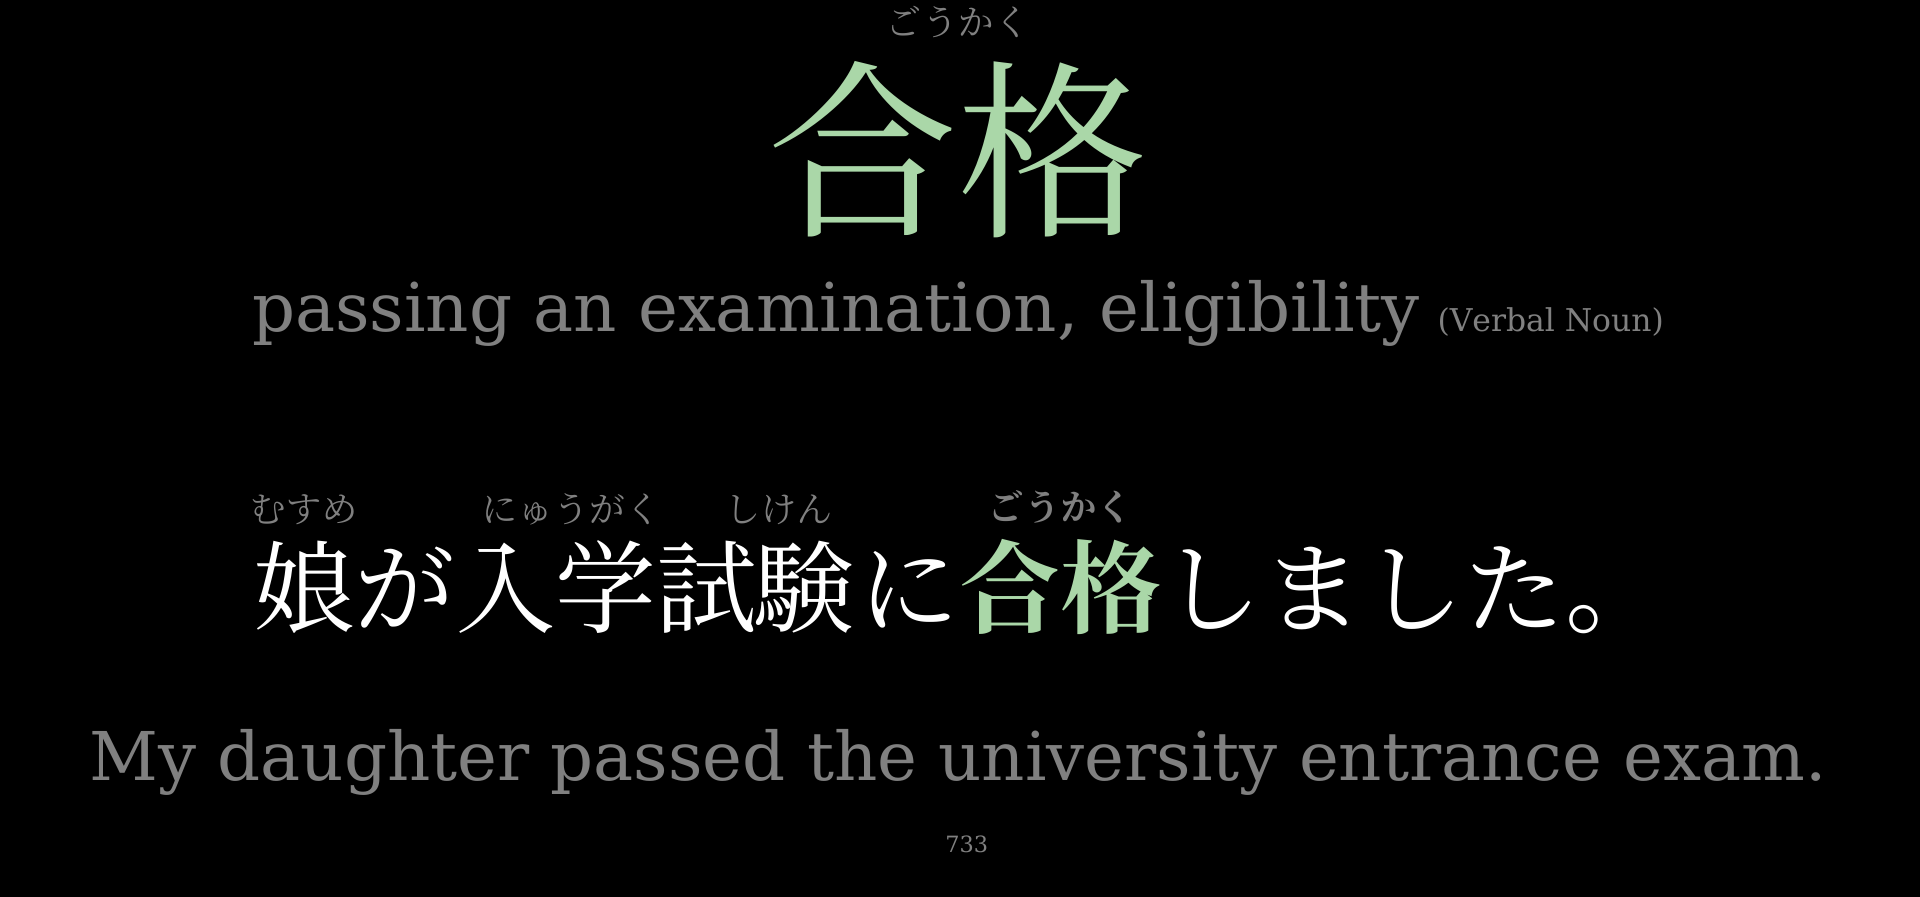 ごうかく
合格
passing an examination, eligibility (Verbal Noun)
むすめ にゅうがく しけん ごうかく
娘が入学試験に合格しました。
My daughter passed the university entrance exam.
733